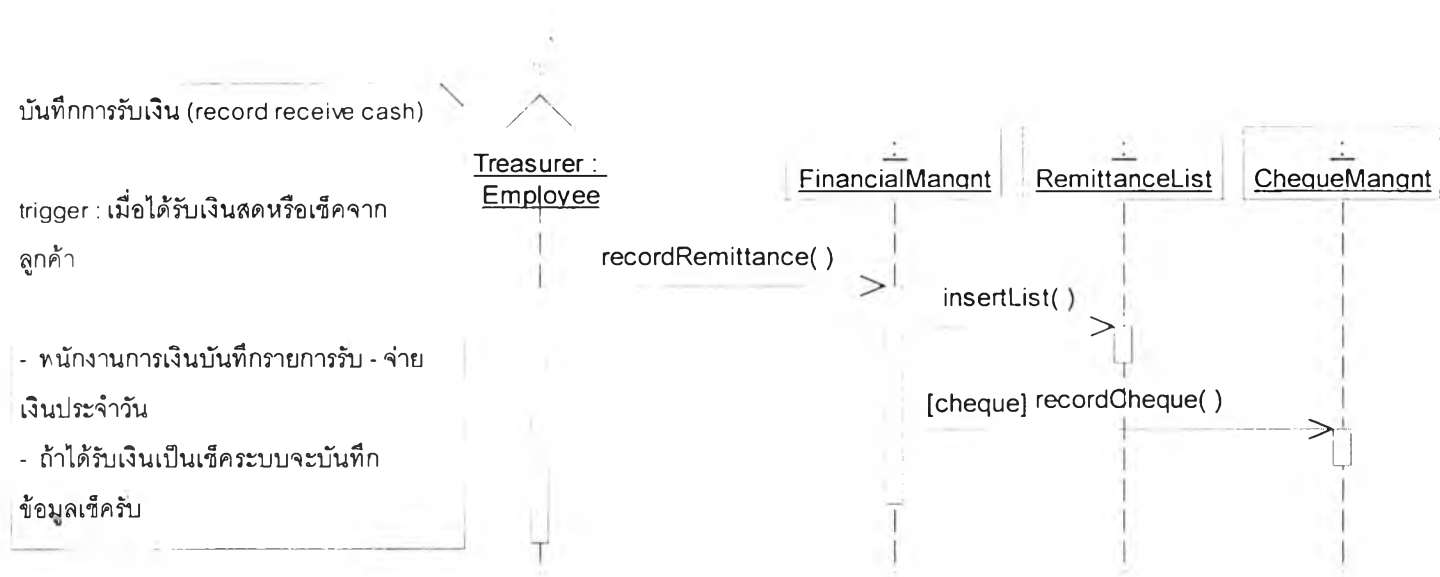 บันทึกการรับเงิน (record receive cash)
trigger : เมื่อได้รับเงินสดหรือเช็คจาก
ลูกค้า
- พนักงานการเงินบันทึกรายการรับ - จ่าย
เงินประจำวัน
- ถ้าได้รับเงินเป็นเช็คระบบจะบันทึก
ข้อมูลเช็ครับ
Treasurer :
Employee
:
FinancialMangnt
:
RemittanceList
:
ChequeMangnt
recordRemittance( )
insertList( )
[cheque] recordCheque( )